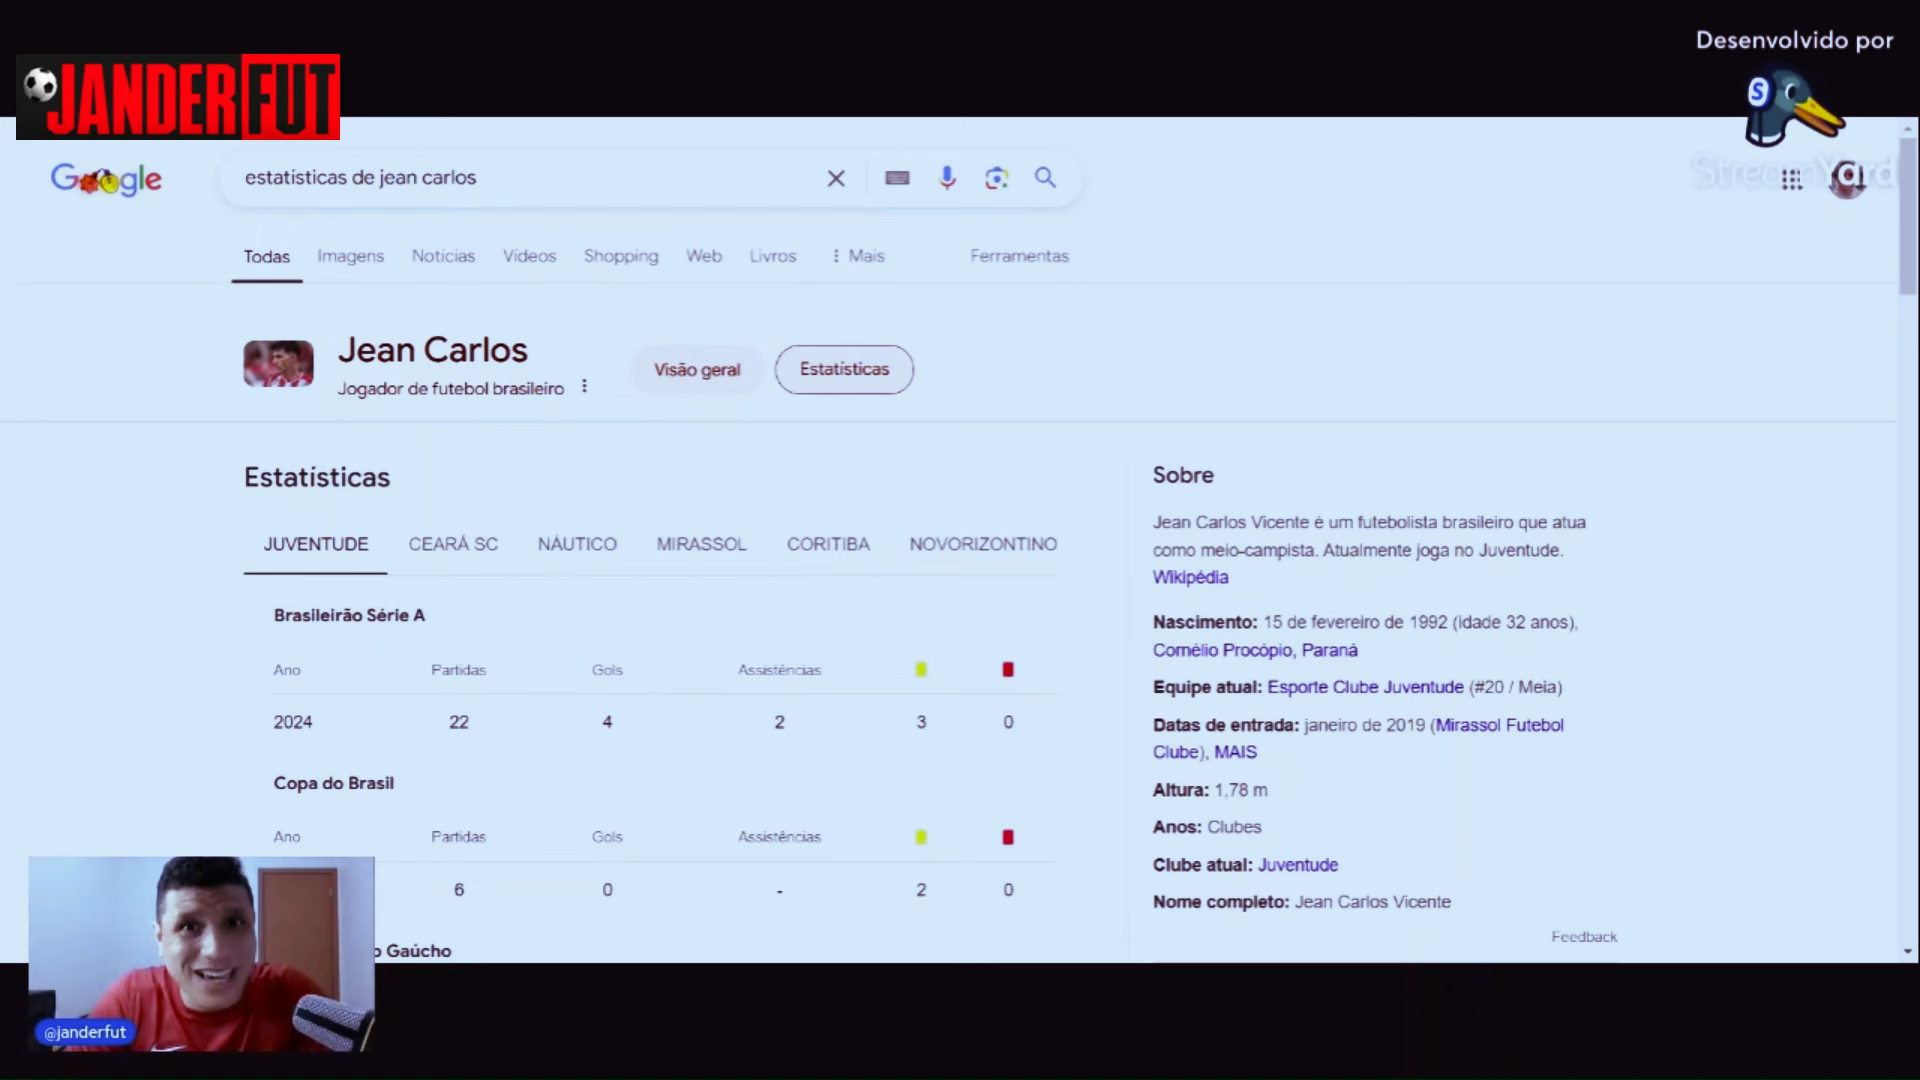 Desenvolvido por
JANDERFUT
StreamYard
Google
estatísticas de jean carlos
Todas Imagens Notícias Vídeos Shopping Web Livros Mais Ferramentas
Jean Carlos
Jogador de futebol brasileiro
Visão geral Estatísticas
Estatísticas
JUVENTUDE CEARÁ SC NÁUTICO MIRASSOL CORITIBA NOVORIZONTINO
Brasileirão Série A
Ano Partidas Gols Assistências
2024 22 4 2 3 0
Copa do Brasil
Ano Partidas Gols Assistências
6 0 - 2 0
o Gaúcho
Sobre
Jean Carlos Vicente é um futebolista brasileiro que atua
como meio-campista. Atualmente joga no Juventude.
Wikipédia
Nascimento: 15 de fevereiro de 1992 (idade 32 anos),
Cornélio Procópio, Paraná
Equipe atual: Esporte Clube Juventude (#20 / Meia)
Datas de entrada: janeiro de 2019 (Mirassol Futebol
Clube), MAIS
Altura: 1,78 m
Anos: Clubes
Clube atual: Juventude
Nome completo: Jean Carlos Vicente
Feedback
@janderfut